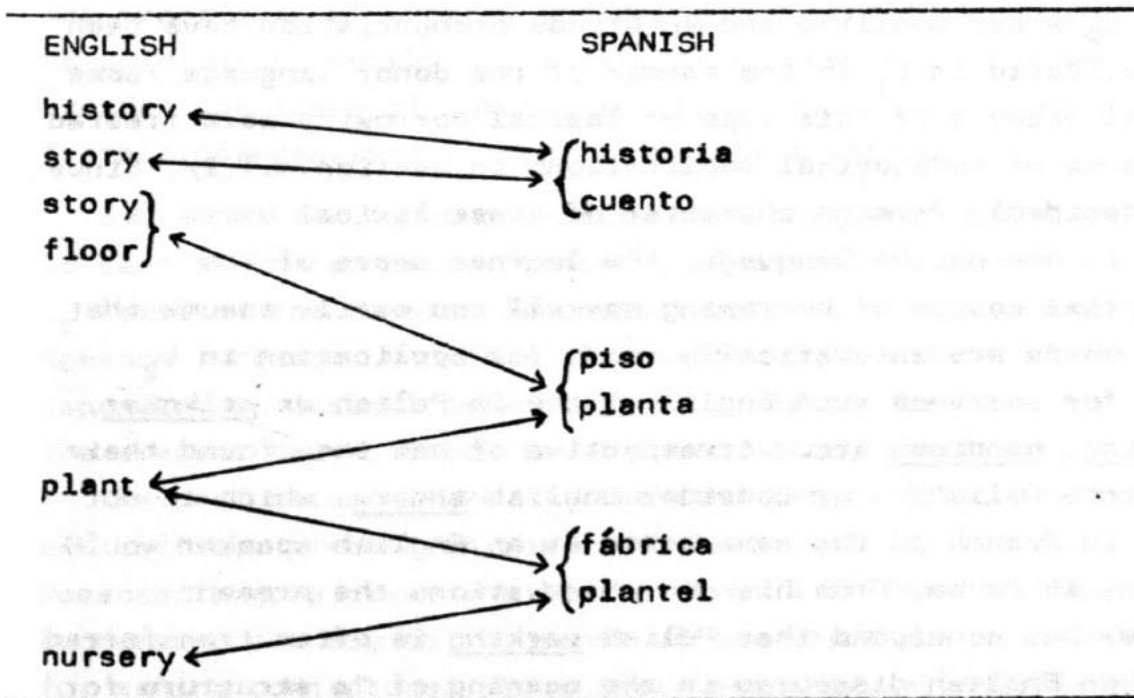 ENGLISH SPANISH
history
story historia
story cuento
floor
piso
planta
plant
fábrica
plantel
nursery